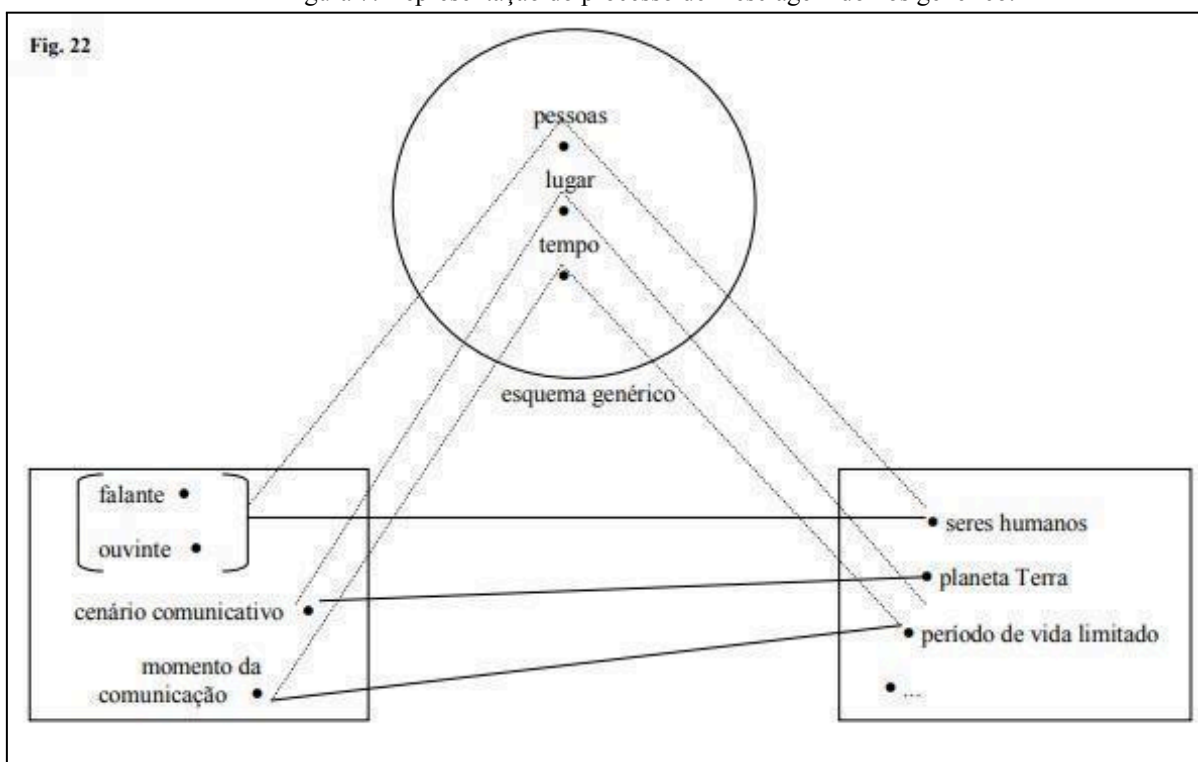 Fig. 22
pessoas
lugar
tempo
esquema genérico
falante
ouvinte
cenário comunicativo
momento da
comunicação
seres humanos
planeta Terra
período de vida limitado
...